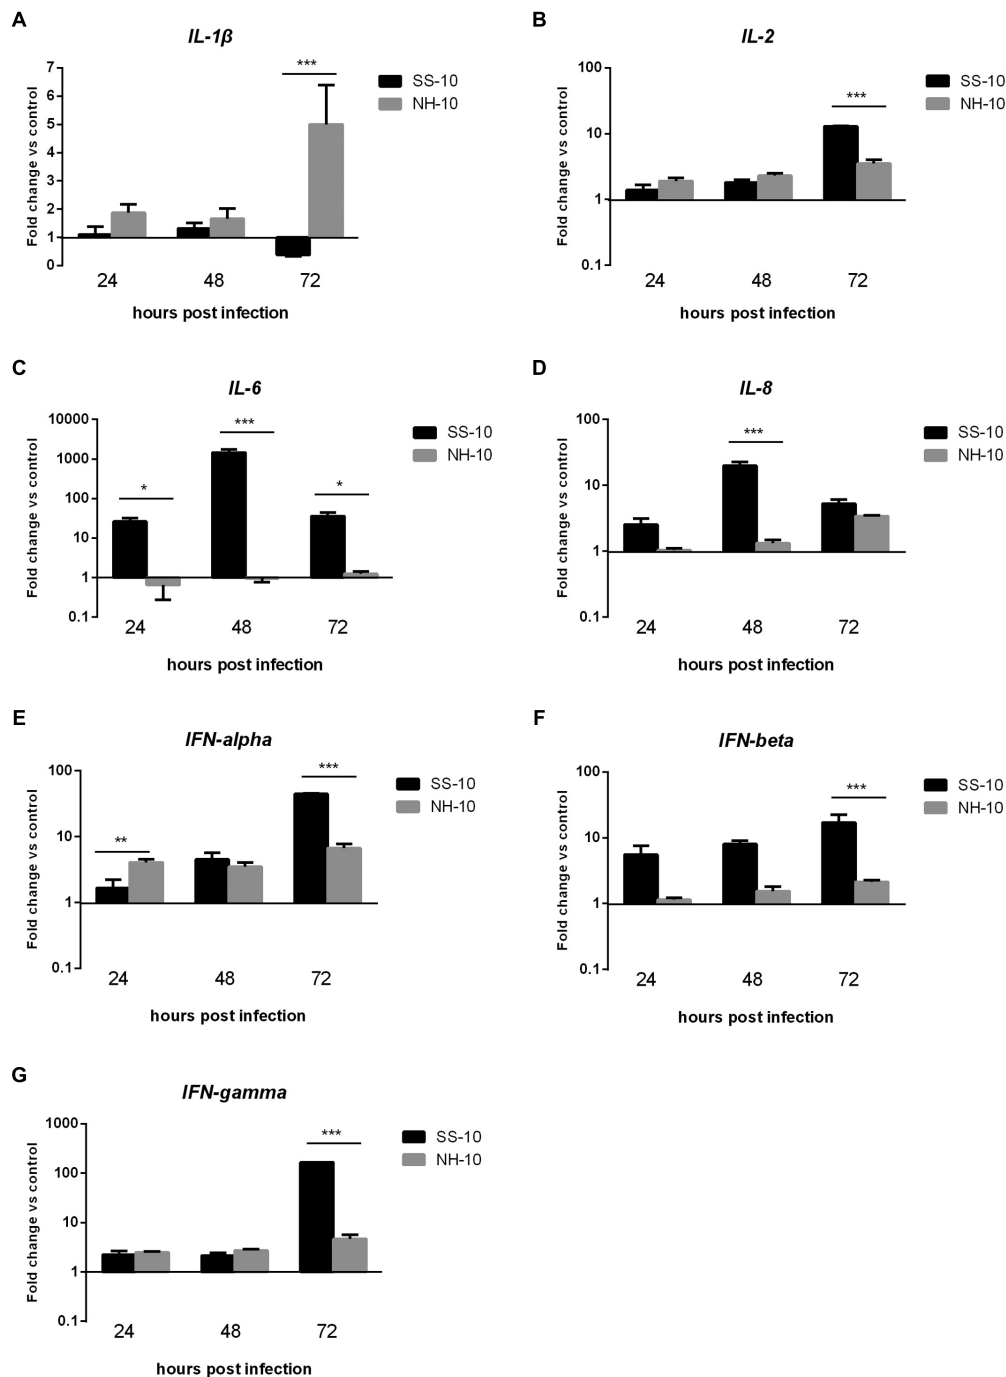 A
IL-1β
Fold change vs control
7
6
5
4
3
2
1
0
***
SS-10
NH-10
24 48 72
hours post infection
B
IL-2
Fold change vs control
100
10
1
0.1
***
SS-10
NH-10
24 48 72
hours post infection
C
IL-6
Fold change vs control
10000
1000
100
10
1
0.1
* *** *
SS-10
NH-10
24 48 72
hours post infection
D
IL-8
Fold change vs control
100
10
1
0.1
***
SS-10
NH-10
24 48 72
hours post infection
E
IFN-alpha
Fold change vs control
100
10
1
0.1
** ***
SS-10
NH-10
24 48 72
hours post infection
F
IFN-beta
Fold change vs control
100
10
1
0.1
***
SS-10
NH-10
24 48 72
hours post infection
G
IFN-gamma
Fold change vs control
1000
100
10
1
0.1
***
SS-10
NH-10
24 48 72
hours post infection